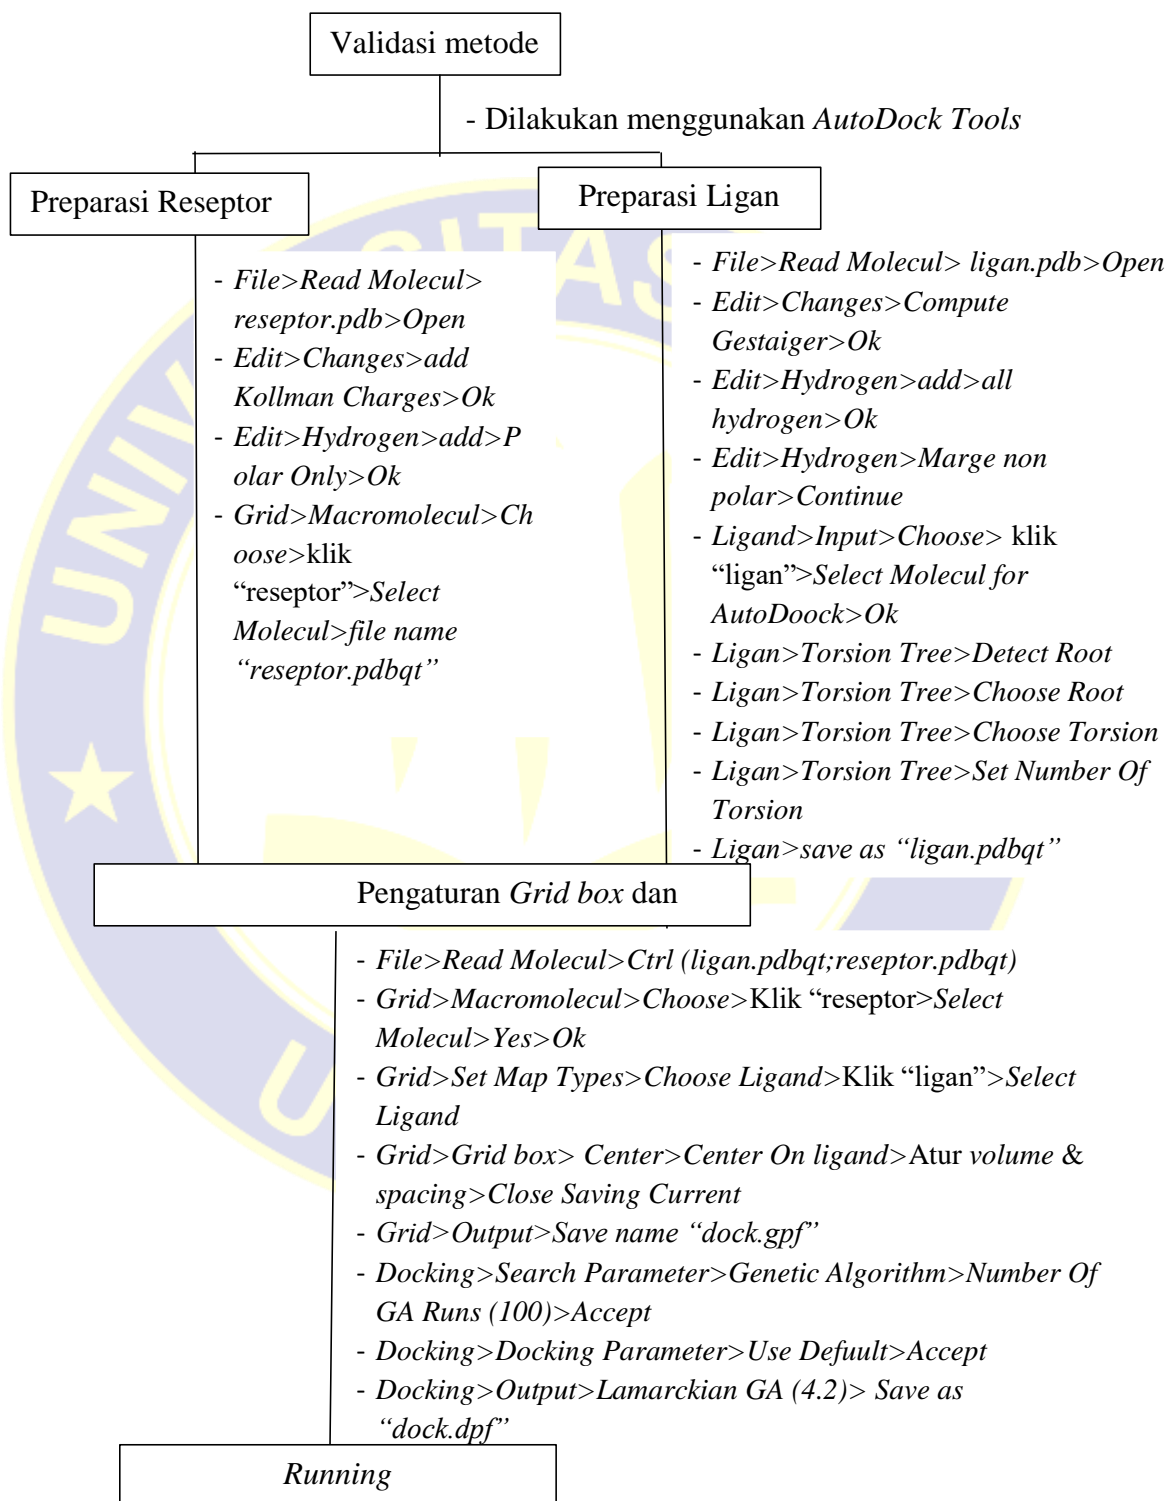 Validasi metode
- Dilakukan menggunakan AutoDock Tools
Preparasi Reseptor
- File>Read Molecul>
reseptor.pdb>Open
- Edit>Changes>add
Kollman Charges>Ok
- Edit>Hydrogen>add>P
olar Only>Ok
- Grid>Macromolecul>Ch
oose>klik
“reseptor”>Select
Molecul>file name
“reseptor.pdbqt”
Preparasi Ligan
- File>Read Molecul> ligan.pdb>Open
- Edit>Changes>Compute
Gestaiger>Ok
- Edit>Hydrogen>add>all
hydrogen>Ok
- Edit>Hydrogen>Marge non
polar>Continue
- Ligand>Input>Choose> klik
“ligan”>Select Molecul for
AutoDoock>Ok
- Ligan>Torsion Tree>Detect Root
- Ligan>Torsion Tree>Choose Root
- Ligan>Torsion Tree>Choose Torsion
- Ligan>Torsion Tree>Set Number Of
Torsion
- Ligan>save as “ligan.pdbqt”
Pengaturan Grid box dan
- File>Read Molecul>Ctrl (ligan.pdbqt;reseptor.pdbqt)
- Grid>Macromolecul>Choose>Klik “reseptor>Select
Molecul>Yes>Ok
- Grid>Set Map Types>Choose Ligand>Klik “ligan”>Select
Ligand
- Grid>Grid box> Center>Center On ligand>Atur volume &
spacing>Close Saving Current
- Grid>Output>Save name “dock.gpf”
- Docking>Search Parameter>Genetic Algorithm>Number Of
GA Runs (100)>Accept
- Docking>Docking Parameter>Use Defuult>Accept
- Docking>Output>Lamarckian GA (4.2)> Save as
“dock.dpf”
Running